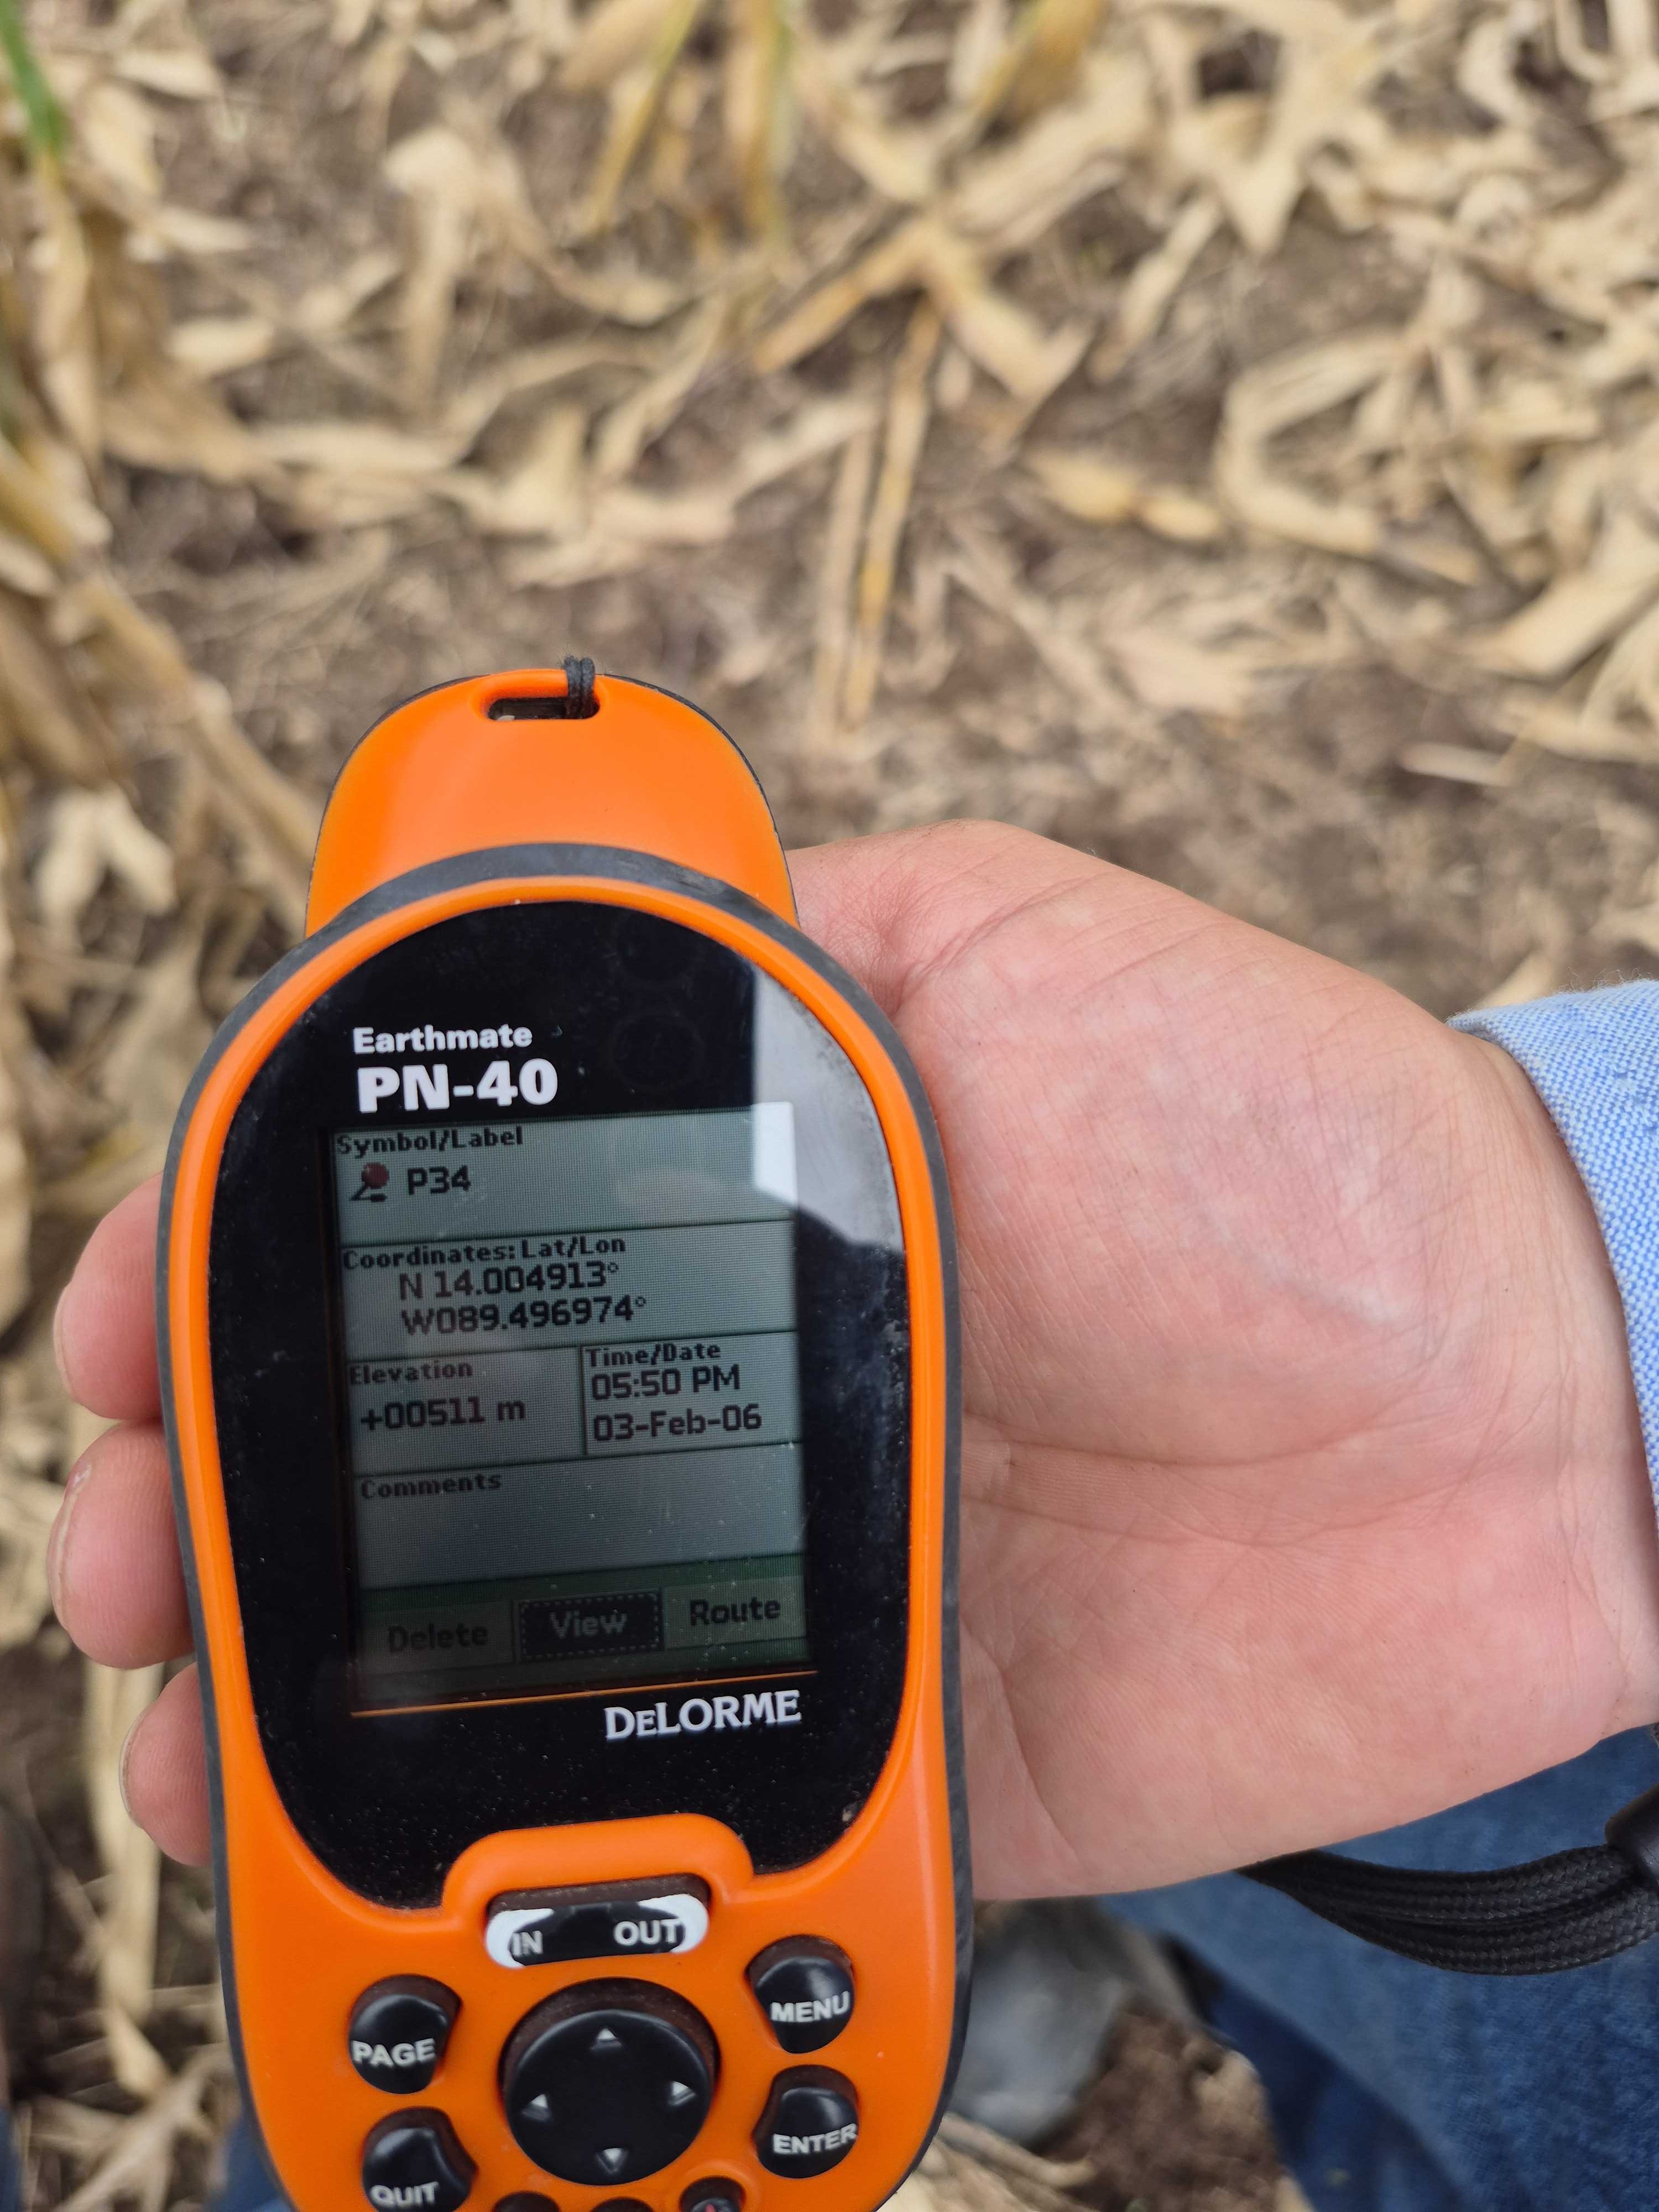 Earthmate
PN-40
Symbol/Label
P34
Coordinates: Lat/Lon
N 14.004913°
W089.496974°
Elevation
+00511 m
Time/Date
05:50 PM
03-Feb-06
Comments
Delete View Route
DeLORME
IN OUT
PAGE MENU
QUIT ENTER